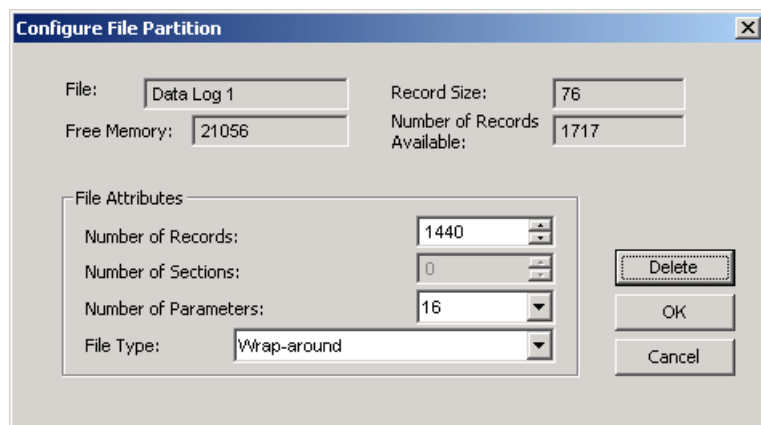 Configure File Partition
File: Data Log 1
Record Size: 76
Free Memory: 21056
Number of Records Available: 1717
File Attributes
Number of Records: 1440
Number of Sections: 0
Number of Parameters: 16
File Type: Wrap-around
Delete
OK
Cancel